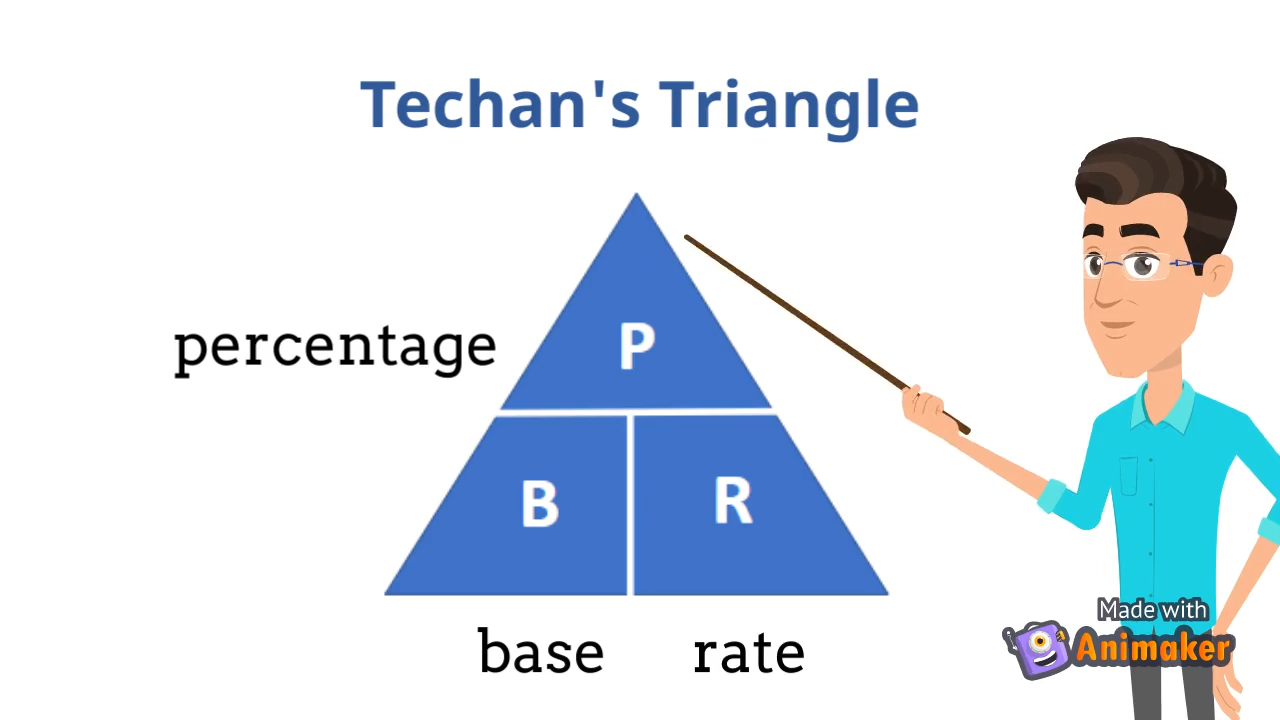 Techan's Triangle
percentage
P
B
R
base
rate
Made with
Animaker